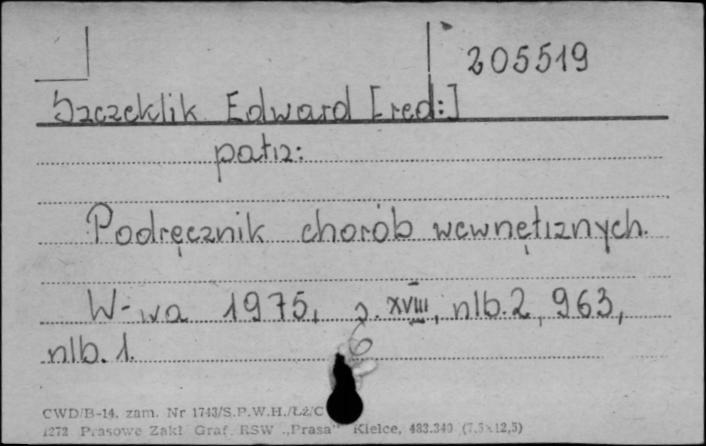 205519
Szczeklik Edward [red:]
patrz:
Podręcznik chorób wewnętrznych.
W-wa 1975, s. XVIII, nlb. 2, 963,
nlb. 1.
CWD/B-14. zam. Nr 1743/S.P.W.H./Łż/C
1272 Prasowe Zakł Graf. RSW „Prasa” Kielce, 483.340 (7,5x12,5)